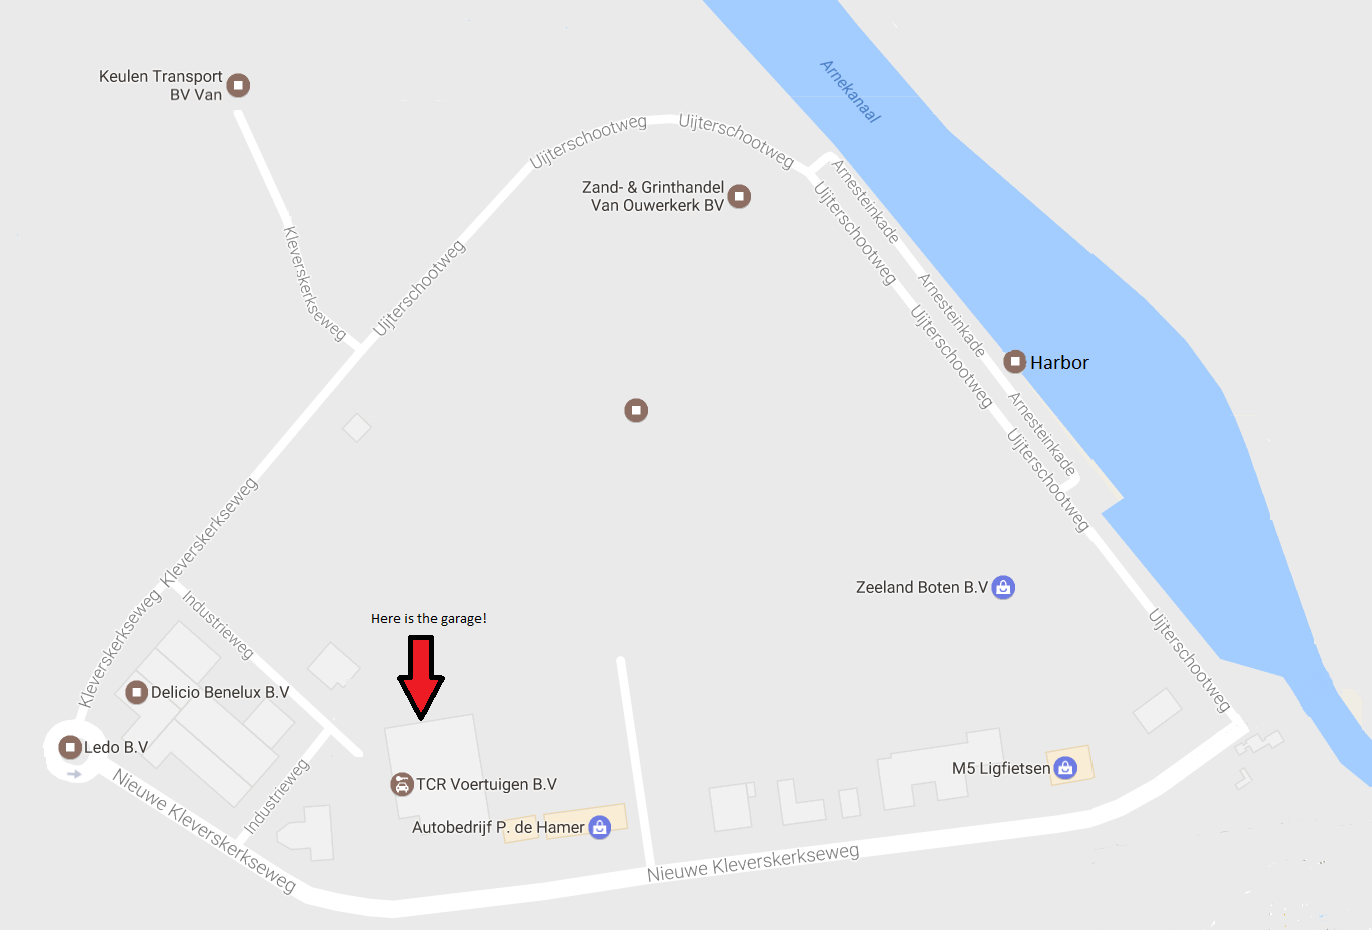 Arnekanaal
Keulen Transport
BV Van
Uijterschootweg
Uijterschootweg
Zand- & Grinthandel
Van Ouwerkerk BV
Arnesteinkade
Uijterschootweg
Kleverskerkseweg
Uijterschootweg
Arnesteinkade
Uijterschootweg
Harbor
Arnesteinkade
Uijterschootweg
Kleverskerkseweg
Zeeland Boten B.V
Kleverskerkseweg
Industrieweg
Here is the garage!
Uijterschootweg
Delicio Benelux B.V
Ledo B.V
M5 Ligfietsen
TCR Voertuigen B.V
Industrieweg
Nieuwe Kleverskerkseweg
Autobedrijf P. de Hamer
Nieuwe Kleverskerkseweg